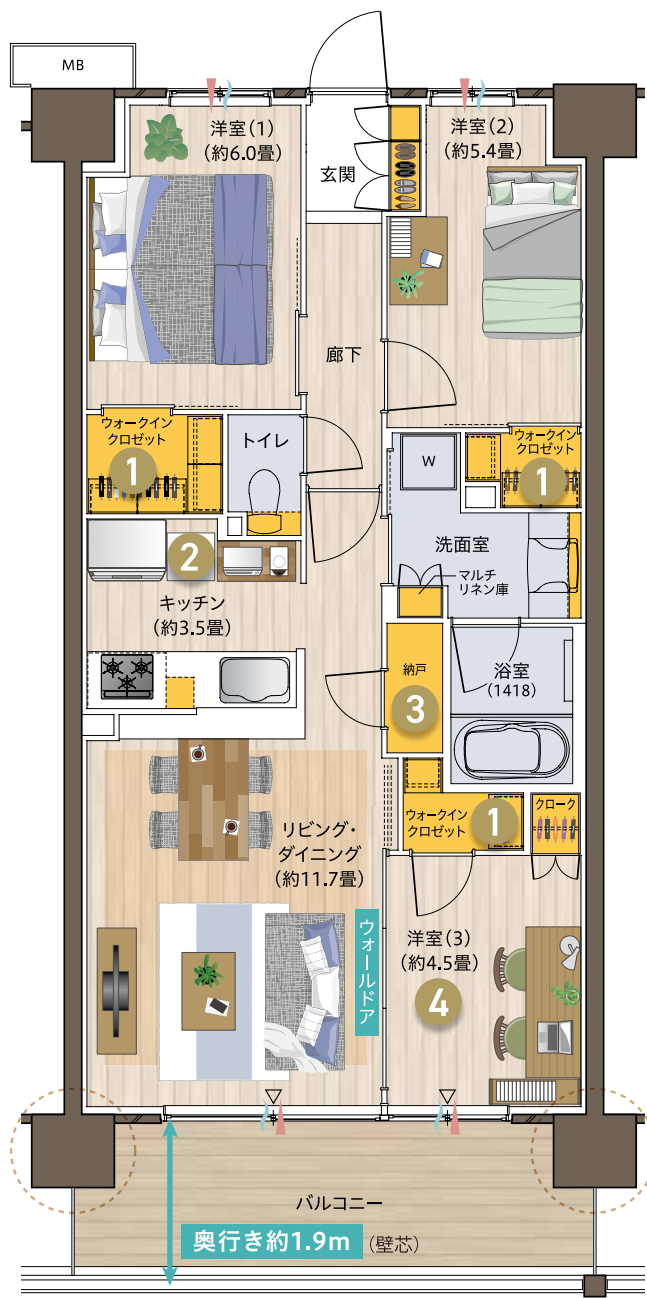 MB
洋室(1)
(約6.0畳)
玄関
洋室(2)
(約5.4畳)
廊下
ウォークイン
クロゼット
1
トイレ
W
ウォークイン
クロゼット
1
2
キッチン
(約3.5畳)
洗面室
マルチ
リネン庫
納戸
3
浴室
(1418)
リビング・
ダイニング
(約11.7畳)
ウォークイン
クロゼット
1
クローク
ウォールドア
洋室(3)
(約4.5畳)
4
バルコニー
奥行き約1.9m (壁芯)